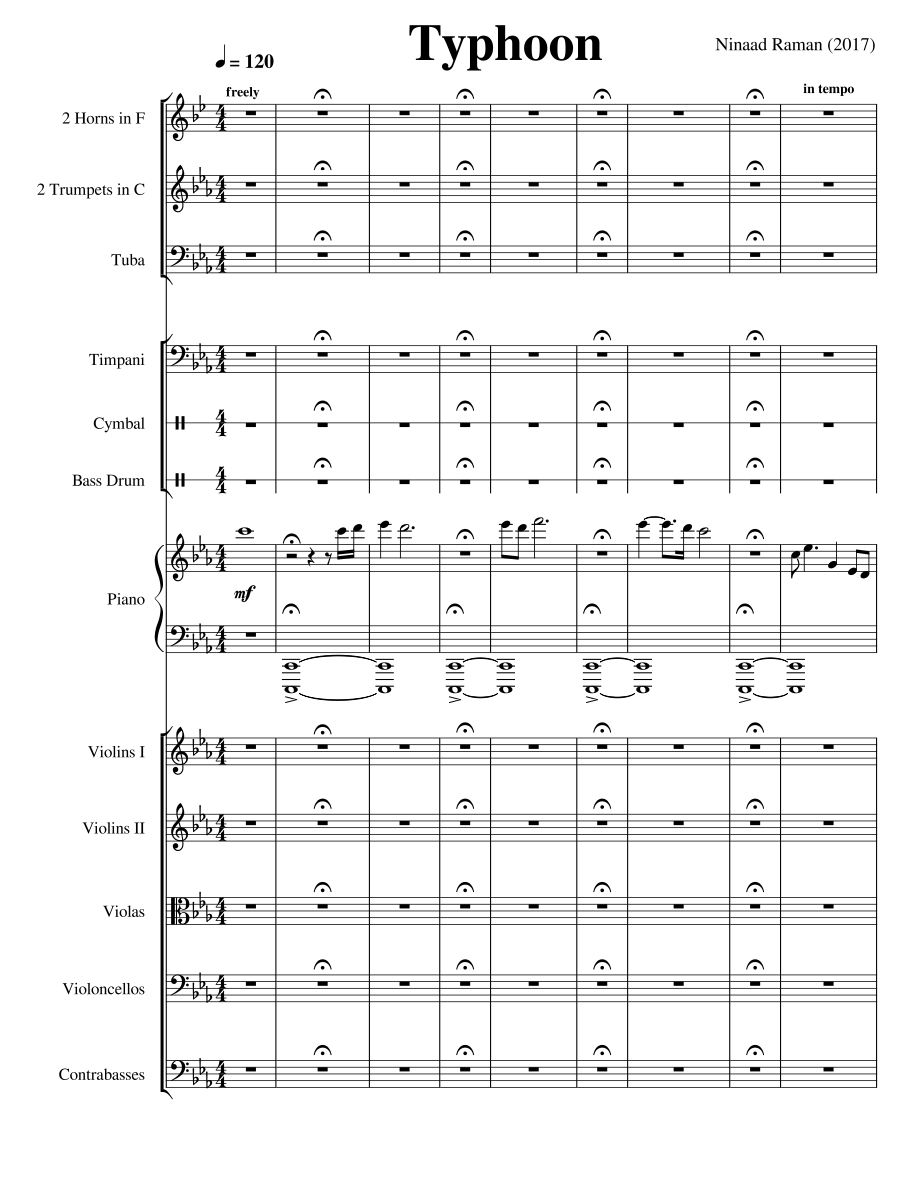 Typhoon
Ninaad Raman (2017)
♩ = 120
freely
in tempo
2 Horns in F
2 Trumpets in C
Tuba
Timpani
Cymbal
Bass Drum
mf
Piano
Violins I
Violins II
Violas
Violoncellos
Contrabasses